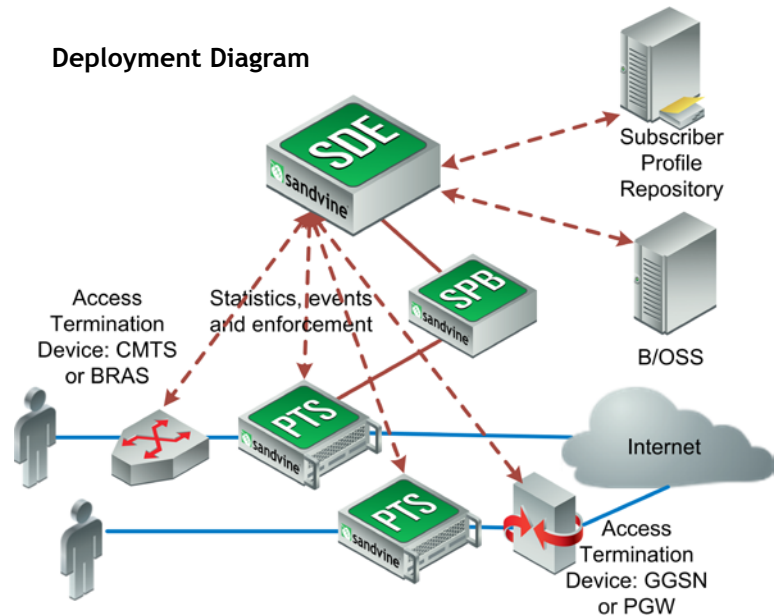 Deployment Diagram
SDE
sandvine
Subscriber
Profile
Repository
SPB
sandvine
B/OSS
Access
Termination
Device: CMTS
or BRAS
Statistics, events
and enforcement
PTS
sandvine
Internet
PTS
sandvine
Access
Termination
Device: GGSN
or PGW